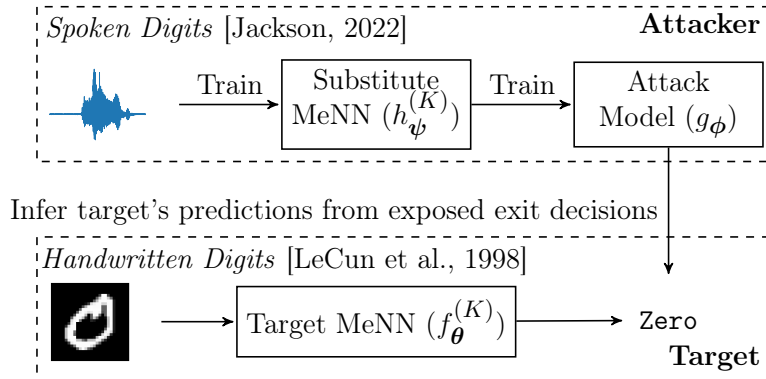 Spoken Digits [Jackson, 2022] Attacker
Train Substitute MeNN (h_ψ^(K)) Train Attack Model (g_ϕ)
Infer target's predictions from exposed exit decisions
Handwritten Digits [LeCun et al., 1998]
Target MeNN (f_θ^(K)) Zero
Target